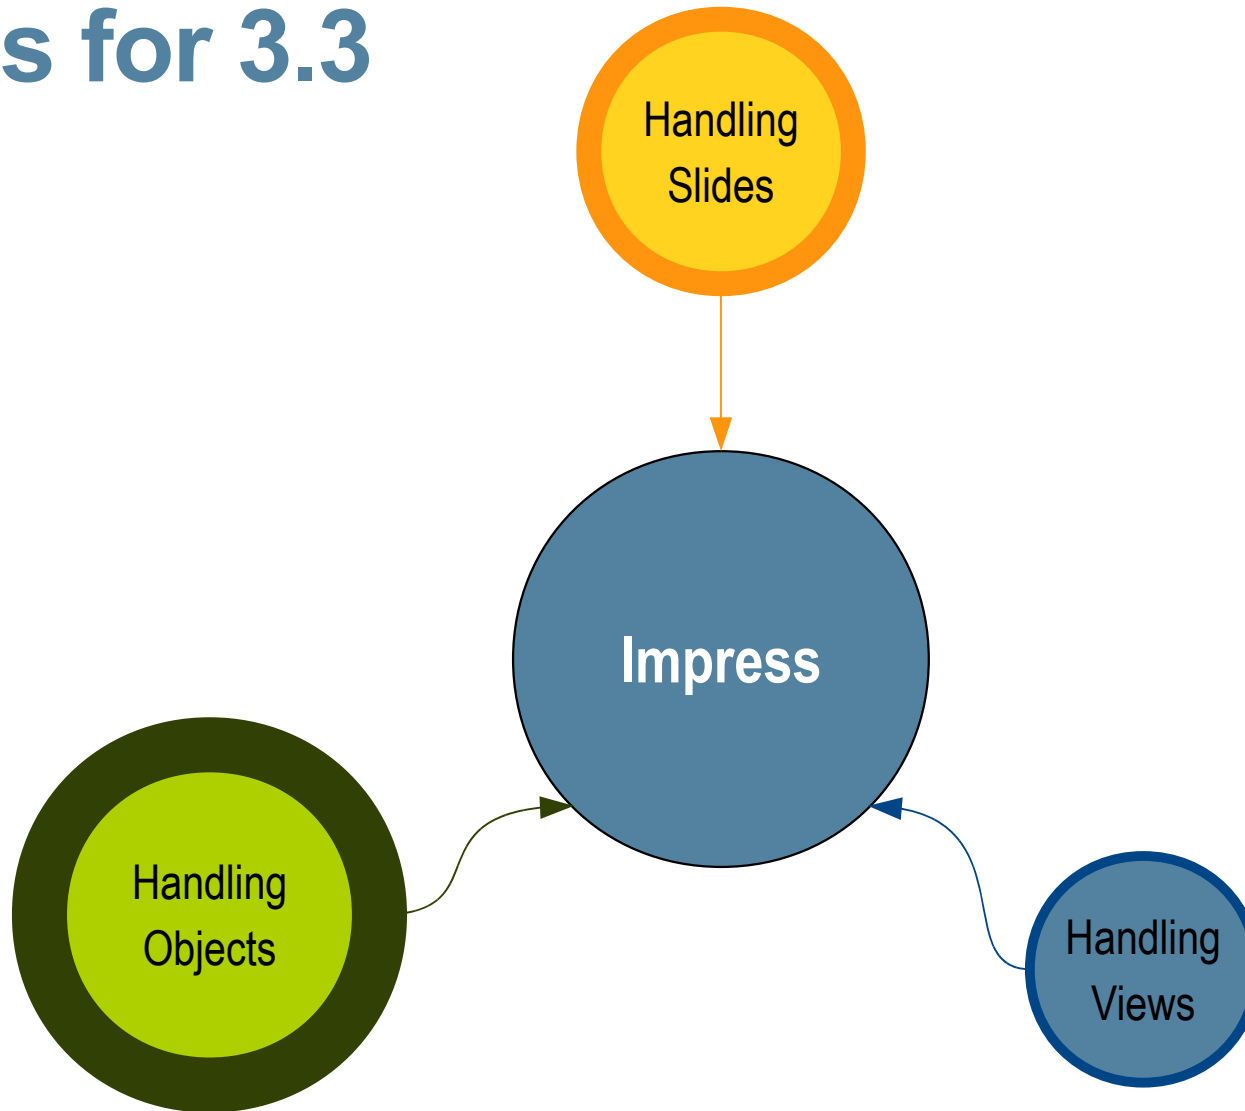 s for 3.3
Handling
Slides
Impress
Handling
Objects
Handling
Views